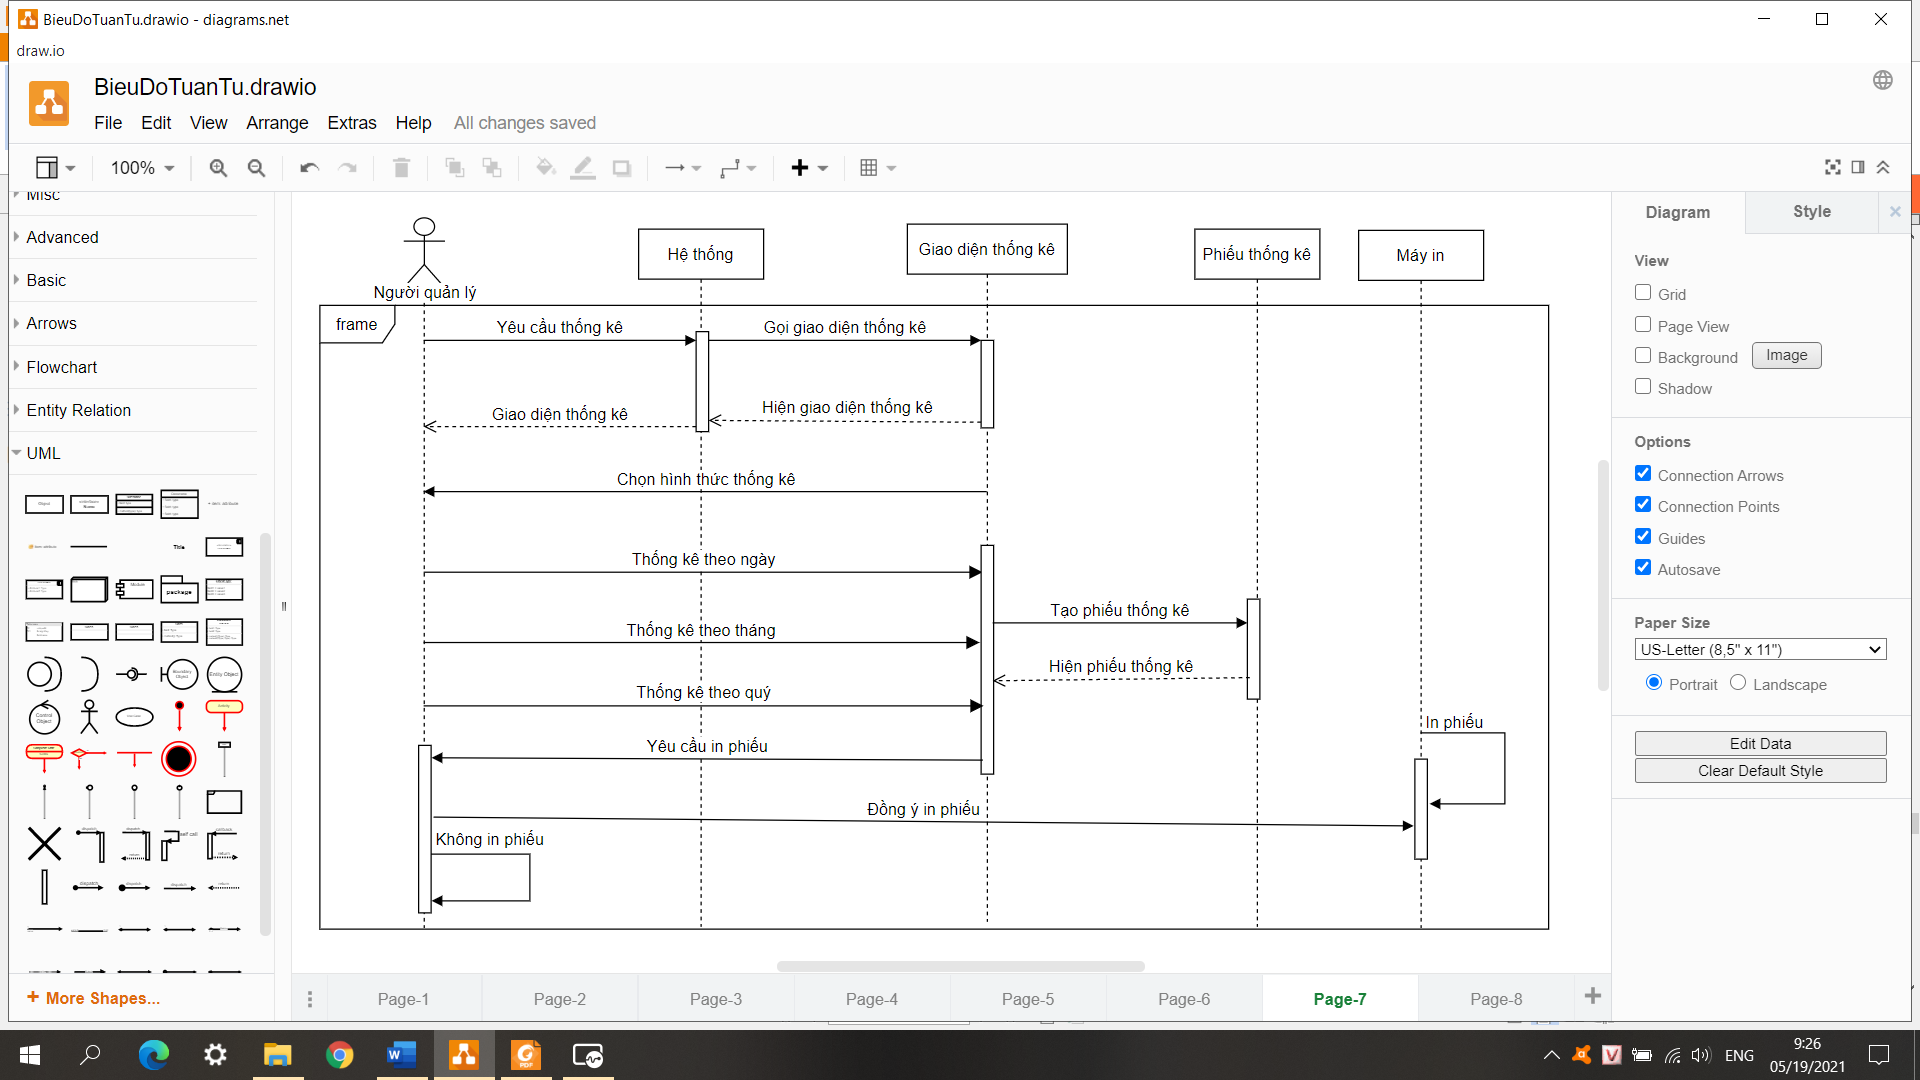 BieuDoTuanTu.drawio - diagrams.net
draw.io
BieuDoTuanTu.drawio
File Edit View Arrange Extras Help All changes saved
100%
Misc
Advanced
Basic
Arrows
Flowchart
Entity Relation
UML
Title
package
+ More Shapes...
Người quản lý
Hệ thống
Giao diện thống kê
Phiếu thống kê
Máy in
frame
Yêu cầu thống kê
Gọi giao diện thống kê
Giao diện thống kê
Hiện giao diện thống kê
Chọn hình thức thống kê
Thống kê theo ngày
Tạo phiếu thống kê
Thống kê theo tháng
Hiện phiếu thống kê
Thống kê theo quý
In phiếu
Yêu cầu in phiếu
Đồng ý in phiếu
Không in phiếu
Page-1 Page-2 Page-3 Page-4 Page-5 Page-6 Page-7 Page-8
Diagram Style
View
Grid
Page View
Background Image
Shadow
Options
Connection Arrows
Connection Points
Guides
Autosave
Paper Size
US-Letter (8,5" x 11")
Portrait Landscape
Edit Data
Clear Default Style
ENG
9:26
05/19/2021